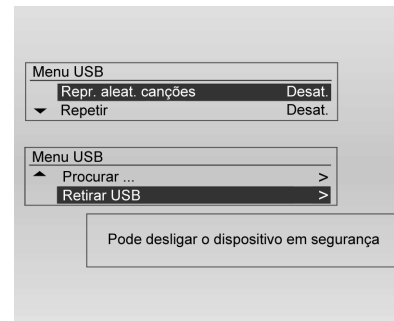 Menu USB
Repr. aleat. canções Desat.
Repetir Desat.
Menu USB
Procurar ... >
Retirar USB >
Pode desligar o dispositivo em segurança